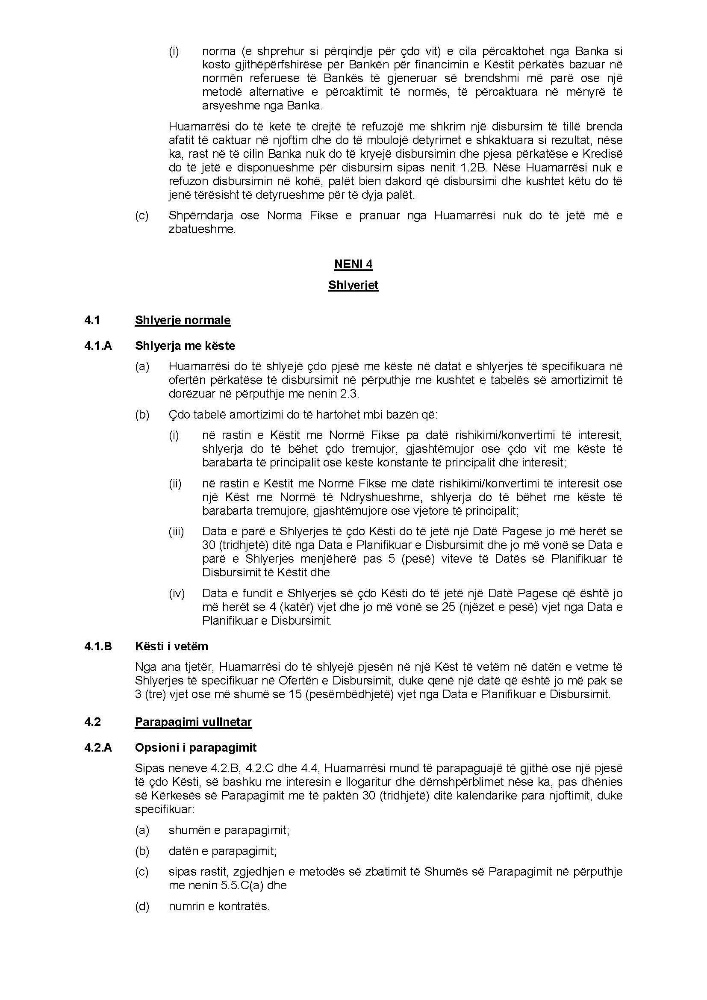 (i) norma (e shprehur si përqindje për çdo vit) e cila përcaktohet nga Banka si
kosto gjithëpërfshirëse për Bankën për financimin e Këstit përkatës bazuar në
normën referuese të Bankës të gjeneruar së brendshmi më parë ose një
metodë alternative e përcaktimit të normës, të përcaktuara në mënyrë të
arsyeshme nga Banka.
Huamarrësi do të ketë të drejtë të refuzojë me shkrim një disbursim të tillë brenda
afatit të caktuar në njoftim dhe do të mbulojë detyrimet e shkaktuara si rezultat, nëse
ka, rast në të cilin Banka nuk do të kryejë disbursimin dhe pjesa përkatëse e Kredisë
do të jetë e disponueshme për disbursim sipas nenit 1.2B. Nëse Huamarrësi nuk e
refuzon disbursimin në kohë, palët bien dakord që disbursimi dhe kushtet këtu do të
jenë tërësisht të detyrueshme për të dyja palët.
(c) Shpërndarja ose Norma Fikse e pranuar nga Huamarrësi nuk do të jetë më e
zbatueshme.
NENI 4
Shlyerjet
4.1 Shlyerje normale
4.1.A Shlyerja me këste
(a) Huamarrësi do të shlyejë çdo pjesë me këste në datat e shlyerjes të specifikuara në
ofertën përkatëse të disbursimit në përputhje me kushtet e tabelës së amortizimit të
dorëzuar në përputhje me nenin 2.3.
(b) Çdo tabelë amortizimi do të hartohet mbi bazën që:
(i) në rastin e Këstit me Normë Fikse pa datë rishikimi/konvertimi të interesit,
shlyerja do të bëhet çdo tremujor, gjashtëmujor ose çdo vit me këste të
barabarta të principalit ose këste konstante të principalit dhe interesit;
(ii) në rastin e Këstit me Normë Fikse me datë rishikimi/konvertimi të interesit ose
një Këst me Normë të Ndryshueshme, shlyerja do të bëhet me këste të
barabarta tremujore, gjashtëmujore ose vjetore të principalit;
(iii) Data e parë e Shlyerjes të çdo Kësti do të jetë një Datë Pagese jo më herët se
30 (tridhjetë) ditë nga Data e Planifikuar e Disbursimit dhe jo më vonë se Data e
parë e Shlyerjes menjëherë pas 5 (pesë) viteve të Datës së Planifikuar të
Disbursimit të Këstit dhe
(iv) Data e fundit e Shlyerjes së çdo Kësti do të jetë një Datë Pagese që është jo
më herët se 4 (katër) vjet dhe jo më vonë se 25 (njëzet e pesë) vjet nga Data e
Planifikuar e Disbursimit.
4.1.B Kësti i vetëm
Nga ana tjetër, Huamarrësi do të shlyejë pjesën në një Këst të vetëm në datën e vetme të
Shlyerjes të specifikuar në Ofertën e Disbursimit, duke qenë një datë që është jo më pak se
3 (tre) vjet ose më shumë se 15 (pesëmbëdhjetë) vjet nga Data e Planifikuar e Disbursimit.
4.2 Parapagimi vullnetar
4.2.A Opsioni i parapagimit
Sipas neneve 4.2.B, 4.2.C dhe 4.4, Huamarrësi mund të parapaguajë të gjithë ose një pjesë
të çdo Kësti, së bashku me interesin e llogaritur dhe dëmshpërblimet nëse ka, pas dhënies
së Kërkesës së Parapagimit me të paktën 30 (tridhjetë) ditë kalendarike para njoftimit, duke
specifikuar:
(a) shumën e parapagimit;
(b) datën e parapagimit;
(c) sipas rastit, zgjedhjen e metodës së zbatimit të Shumës së Parapagimit në përputhje
me nenin 5.5.C(a) dhe
(d) numrin e kontratës.